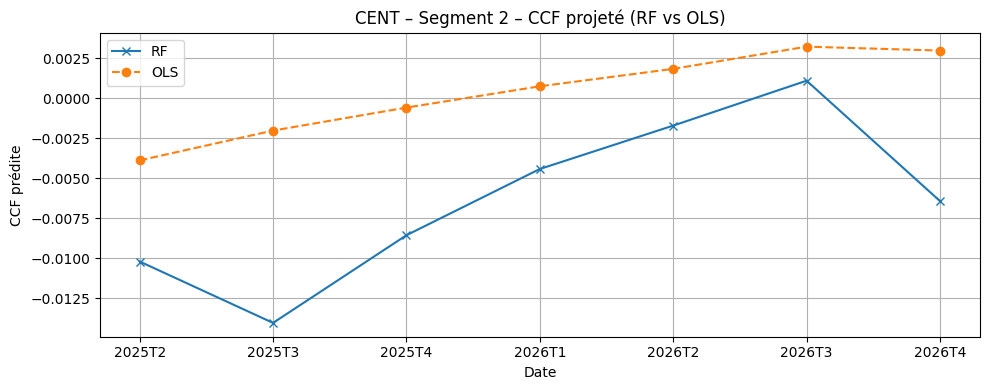 CENT – Segment 2 – CCF projeté (RF vs OLS)
RF
OLS
CCF prédite
0.0025
0.0000
−0.0025
−0.0050
−0.0075
−0.0100
−0.0125
2025T2 2025T3 2025T4 2026T1 2026T2 2026T3 2026T4
Date